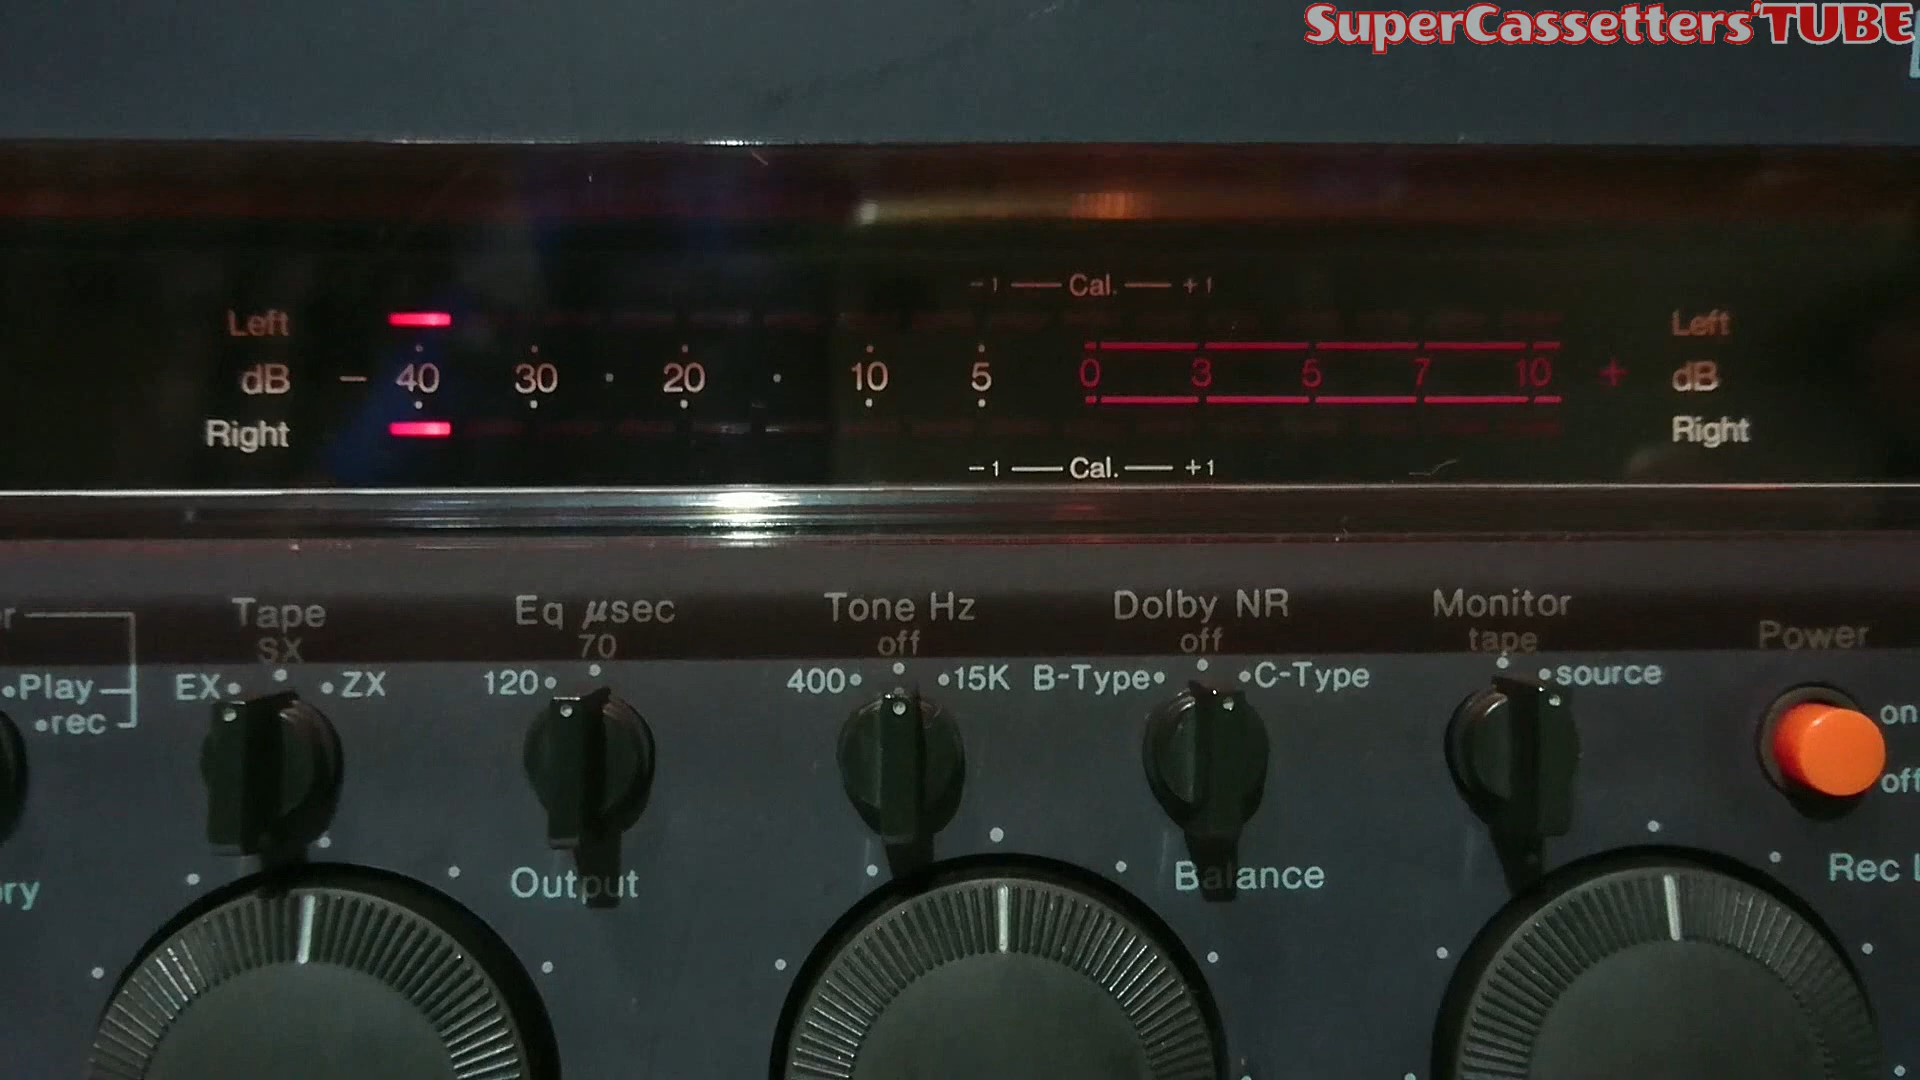 SuperCassetters'TUBE
-1 Cal. +1
Left Left
dB - 40 30 · 20 · 10 5 0 3 5 7 10 + dB
Right Right
-1 Cal. +1
Tape Eq µsec Tone Hz Dolby NR Monitor Power
SX 70 off off tape
•Play EX• •ZX 120• 400• •15K B-Type• •C-Type •source
•rec on
off
Output Balance Rec